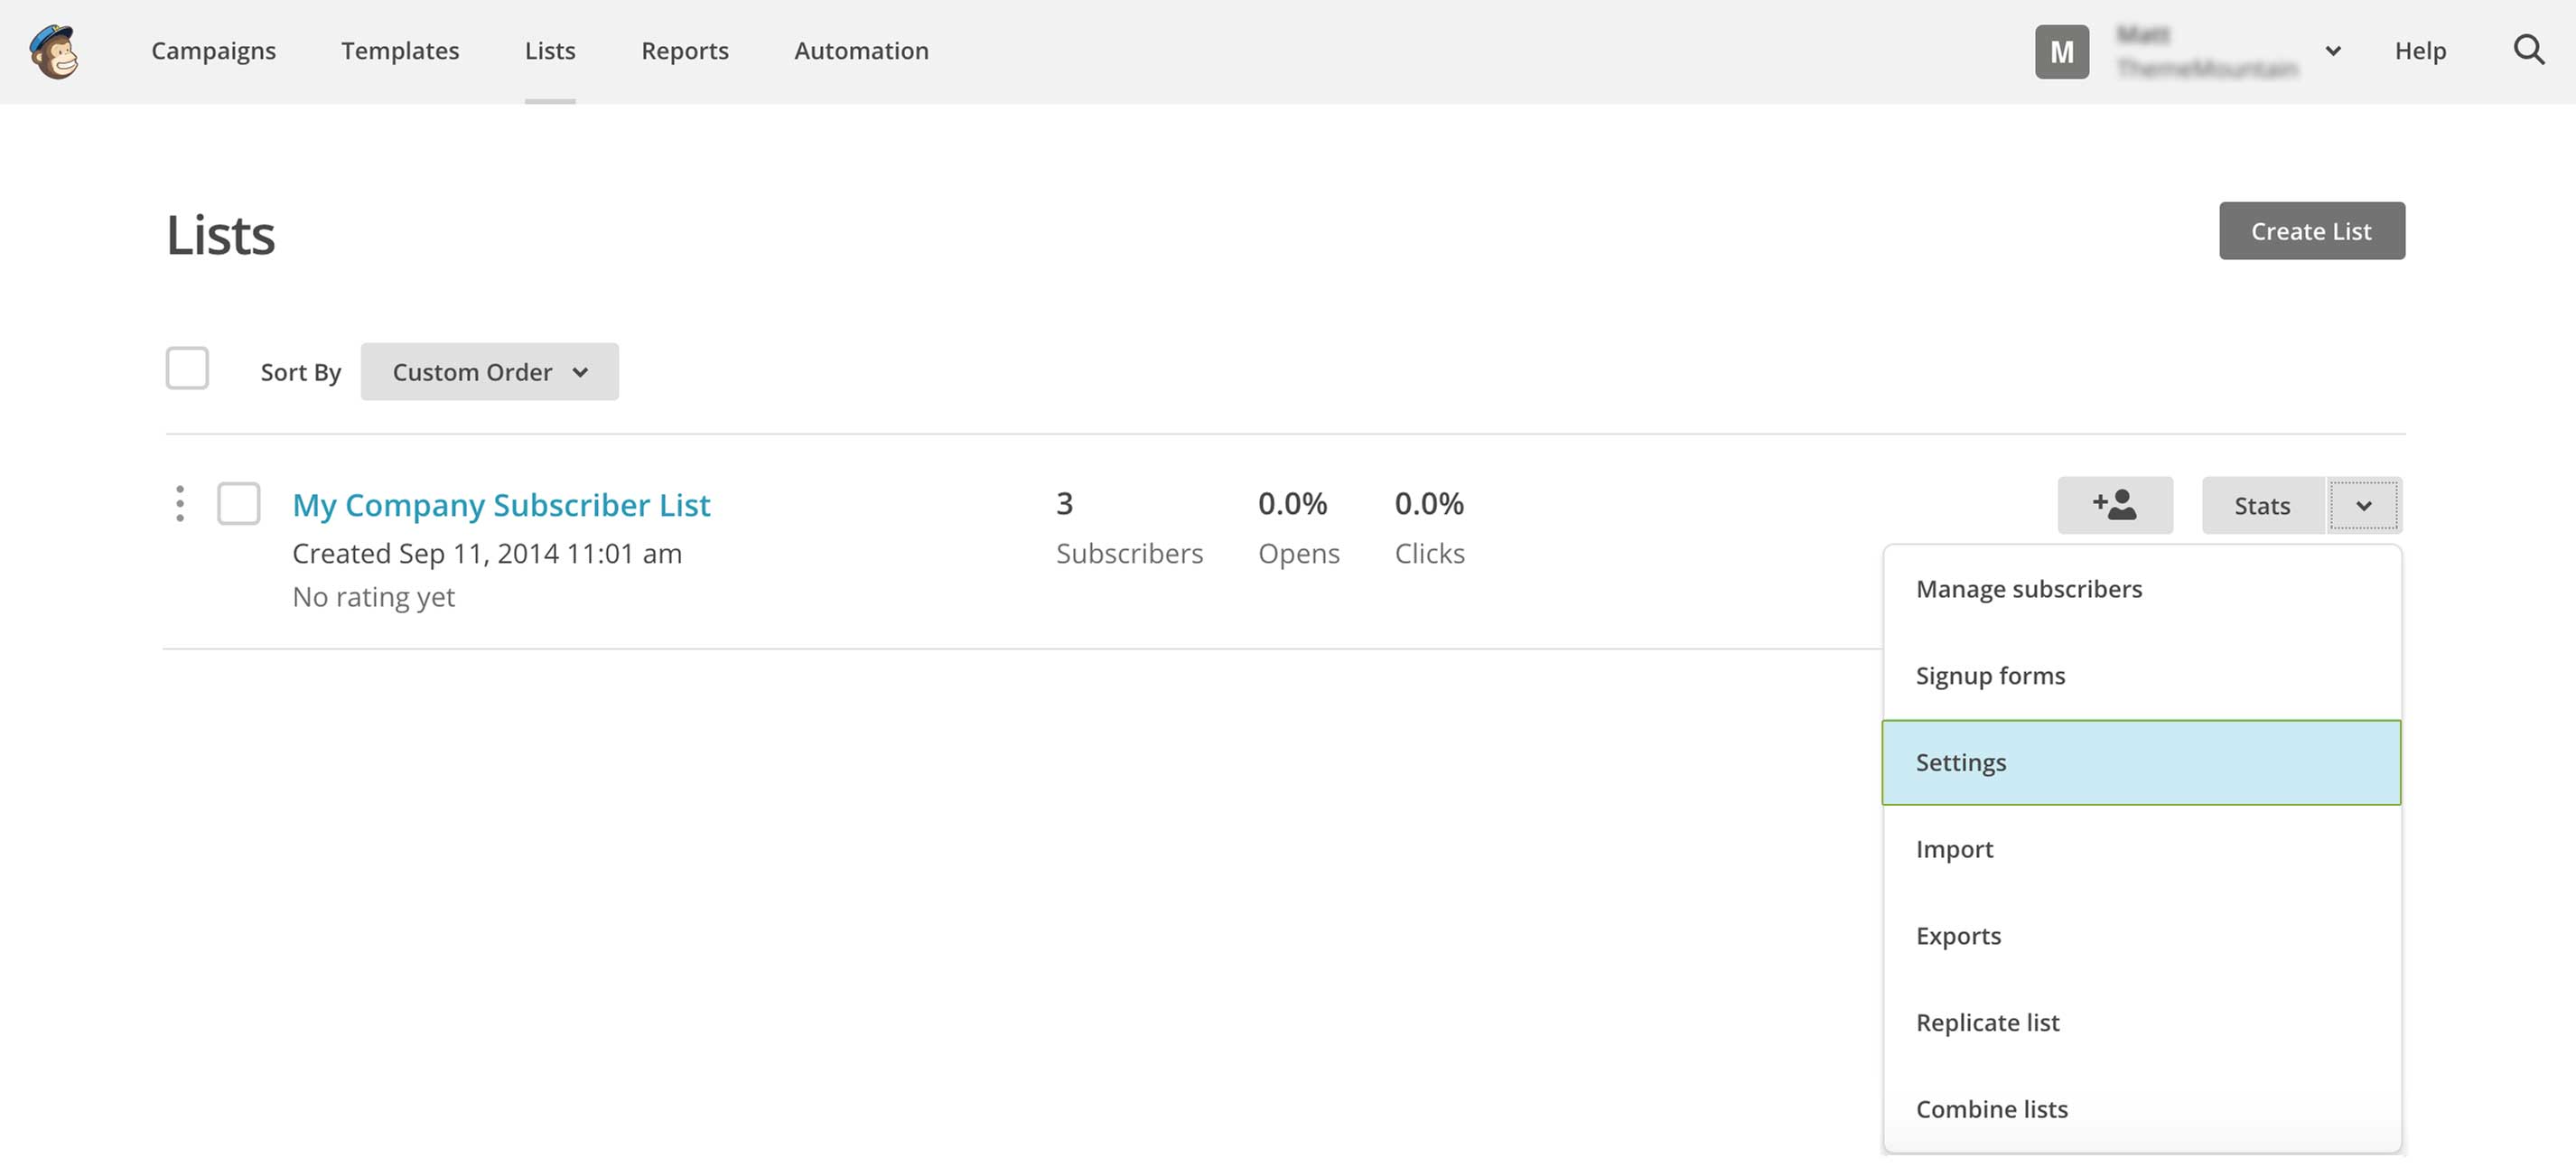 Campaigns Templates Lists Reports Automation
M
Help
Lists
Create List
Sort By Custom Order
My Company Subscriber List
Created Sep 11, 2014 11:01 am
No rating yet
3
Subscribers
0.0%
Opens
0.0%
Clicks
Stats
Manage subscribers
Signup forms
Settings
Import
Exports
Replicate list
Combine lists